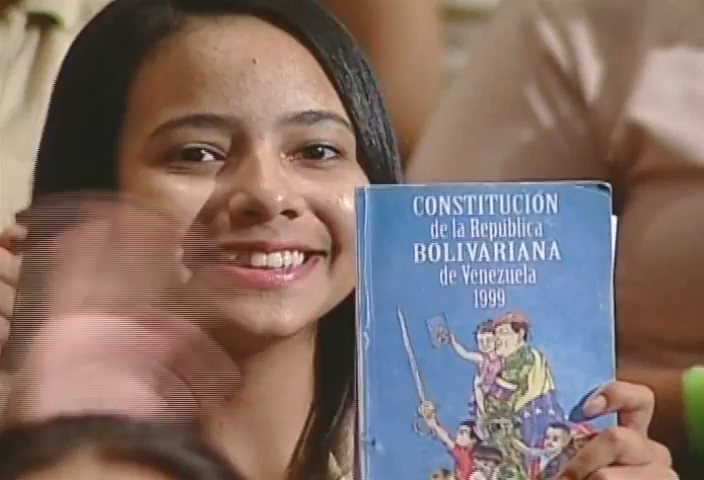 CONSTITUCIÓN
de la República
BOLIVARIANA
de Venezuela
1999